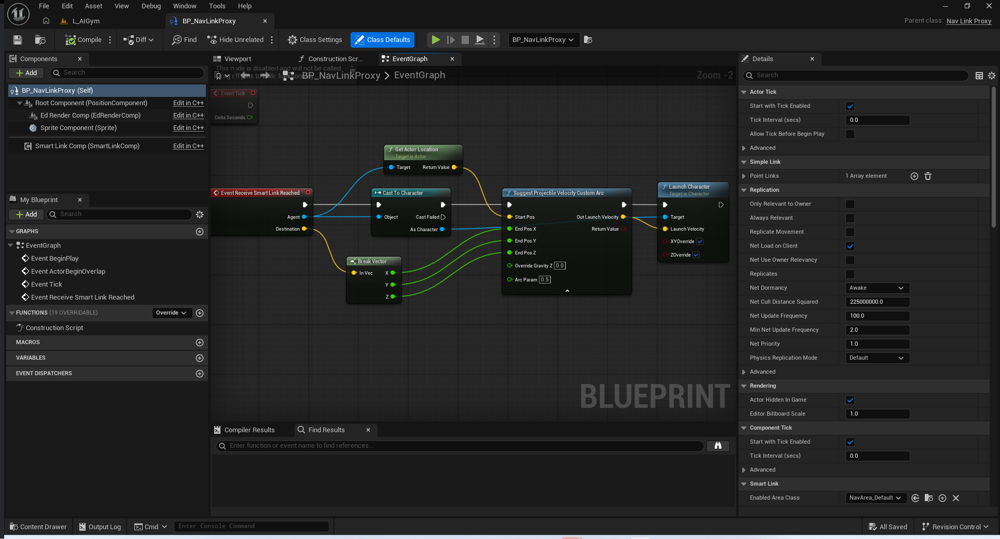 File Edit Asset View Debug Window Tools Help
L_AIGym
BP_NavLinkProxy
Parent class: Nav Link Proxy
Compile
Diff
Find
Hide Unrelated
Class Settings
Class Defaults
BP_NavLinkProxy
Components
Add
Search
BP_NavLinkProxy (Self)
Root Component (PositionComponent) Edit in C++
Ed Render Comp (EdRenderComp) Edit in C++
Sprite Component (Sprite) Edit in C++
Smart Link Comp (SmartLinkComp) Edit in C++
My Blueprint
Add
Search
GRAPHS
EventGraph
Event BeginPlay
Event ActorBeginOverlap
Event Tick
Event Receive Smart Link Reached
FUNCTIONS (19 OVERRIDABLE) Override
Construction Script
MACROS
VARIABLES
EVENT DISPATCHERS
Viewport
Construction Scr...
EventGraph
This node is disabled and will not be called.
BP_NavLinkProxy > EventGraph
Zoom -2
Event Tick
Delta Seconds
Get Actor Location
Target is Actor
Target Return Value
Event Receive Smart Link Reached
Agent
Destination
Cast To Character
Object Cast Failed
As Character
Break Vector
In Vec X
Y
Z
Suggest Projectile Velocity Custom Arc
Start Pos Out Launch Velocity
End Pos X Return Value
End Pos Y
End Pos Z
Override Gravity Z 0.0
Arc Param 0.5
Launch Character
Target is Character
Target
Launch Velocity
XYOverride
ZOverride
BLUEPRINT
Compiler Results
Find Results
Enter function or event name to find references...
Details
Search
Actor Tick
Start with Tick Enabled
Tick Interval (secs) 0.0
Allow Tick Before Begin Play
Advanced
Simple Link
Point Links 1 Array element
Replication
Only Relevant to Owner
Always Relevant
Replicate Movement
Net Load on Client
Net Use Owner Relevancy
Replicates
Net Dormancy Awake
Net Cull Distance Squared 225000000.0
Net Update Frequency 100.0
Min Net Update Frequency 2.0
Net Priority 1.0
Physics Replication Mode Default
Advanced
Rendering
Actor Hidden In Game
Editor Billboard Scale 1.0
Component Tick
Start with Tick Enabled
Tick Interval (secs) 0.0
Advanced
Smart Link
Enabled Area Class NavArea_Default
Content Drawer
Output Log
Cmd
Enter Console Command
All Saved
Revision Control